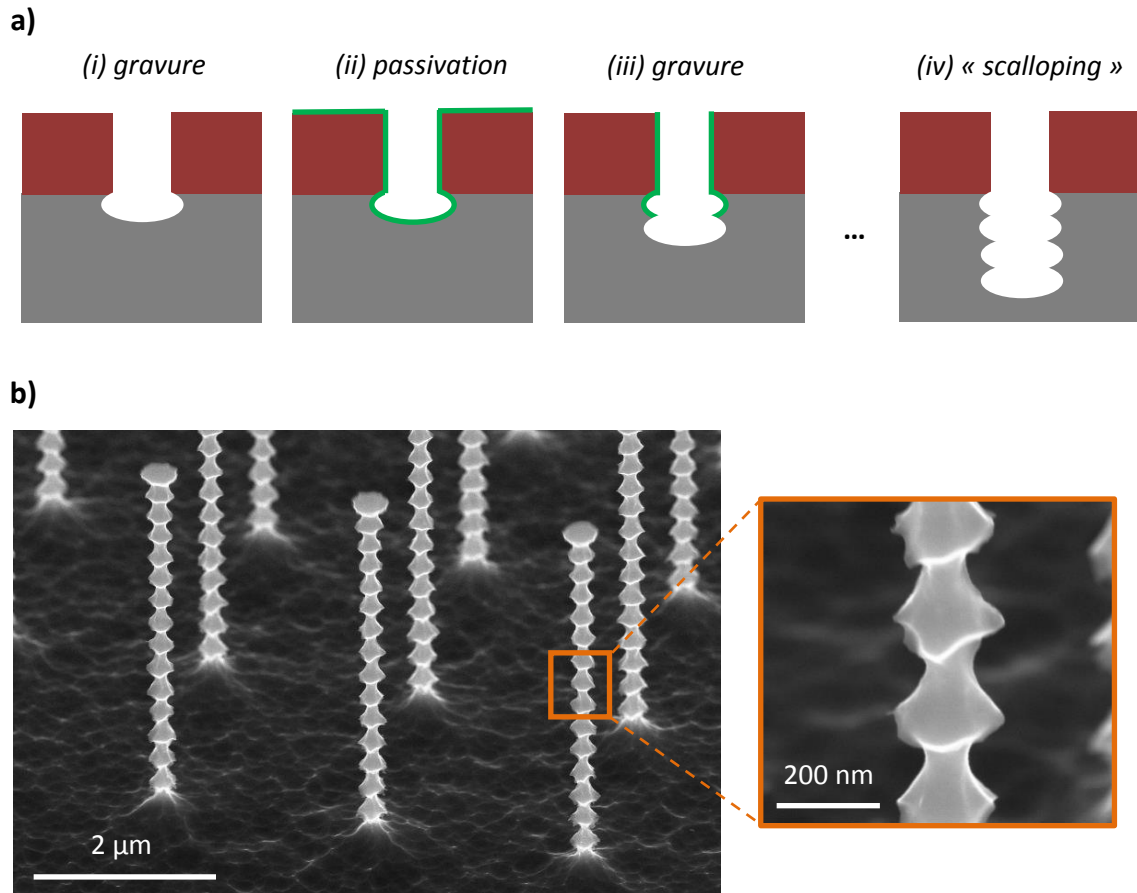 a)
(i) gravure
(ii) passivation
(iii) gravure
(iv) « scalloping »
...
b)
2 µm
200 nm